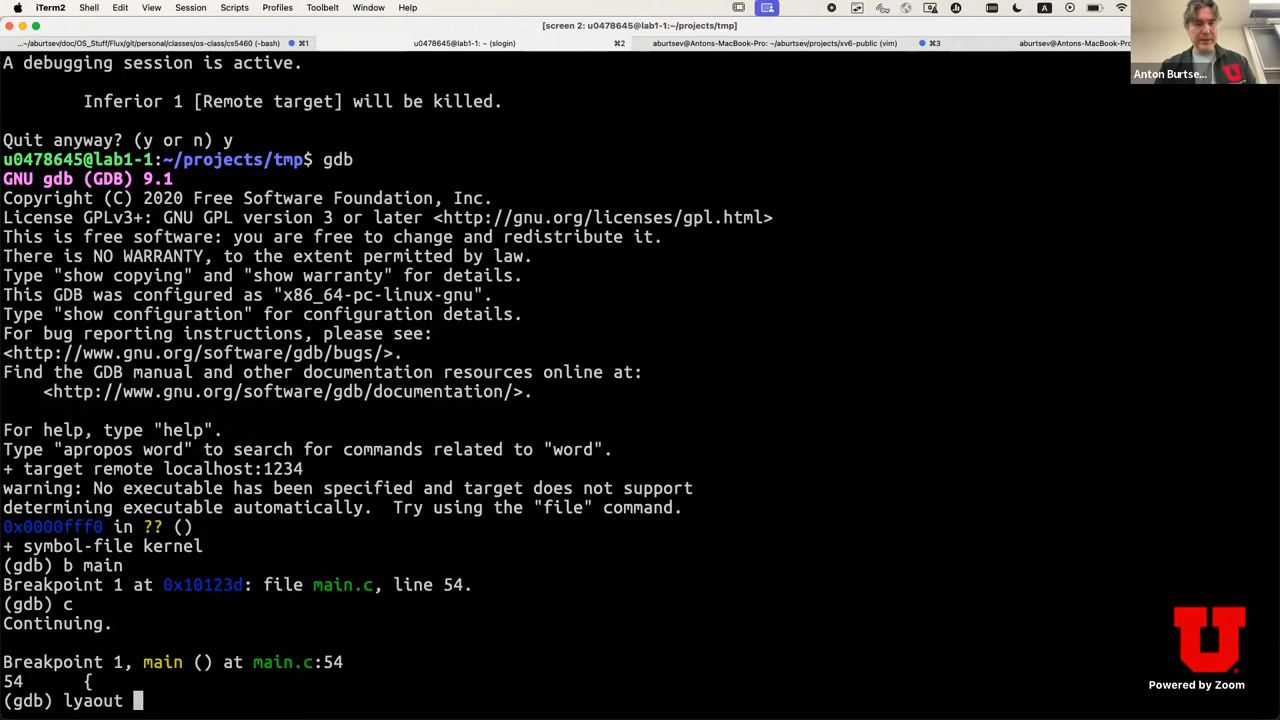 iTerm2 Shell Edit View Session Scripts Profiles Toolbelt Window Help
[screen 2: u0478645@lab1-1:~/projects/tmp]
...~/aburtsev/doc/OS_Stuff/Flux/git/personal/classes/os-class/cs5460 (-bash) ⌘1 u0478645@lab1-1: ~ (slogin) ⌘2 aburtsev@Antons-MacBook-Pro: ~/aburtsev/projects/xv6-public (vim) ⌘3 aburtsev@Antons-MacBook-Pro:
A debugging session is active.
Inferior 1 [Remote target] will be killed.
Quit anyway? (y or n) y
u0478645@lab1-1:~/projects/tmp$ gdb
GNU gdb (GDB) 9.1
Copyright (C) 2020 Free Software Foundation, Inc.
License GPLv3+: GNU GPL version 3 or later <http://gnu.org/licenses/gpl.html>
This is free software: you are free to change and redistribute it.
There is NO WARRANTY, to the extent permitted by law.
Type "show copying" and "show warranty" for details.
This GDB was configured as "x86_64-pc-linux-gnu".
Type "show configuration" for configuration details.
For bug reporting instructions, please see:
<http://www.gnu.org/software/gdb/bugs/>.
Find the GDB manual and other documentation resources online at:
<http://www.gnu.org/software/gdb/documentation/>.
For help, type "help".
Type "apropos word" to search for commands related to "word".
+ target remote localhost:1234
warning: No executable has been specified and target does not support
determining executable automatically.  Try using the "file" command.
0x0000fff0 in ?? ()
+ symbol-file kernel
(gdb) b main
Breakpoint 1 at 0x10123d: file main.c, line 54.
(gdb) c
Continuing.
Breakpoint 1, main () at main.c:54
54 {
(gdb) lyaout
Anton Burtse...
U
Powered by Zoom